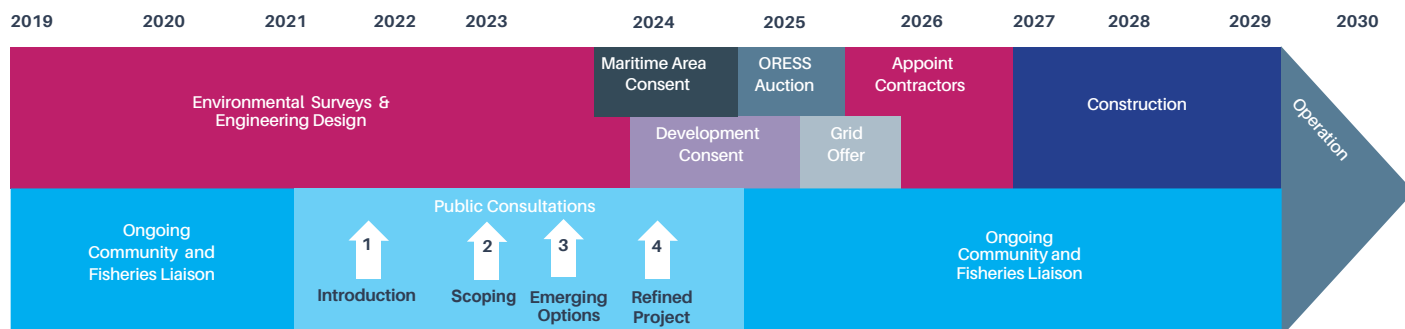 2019 2020 2021 2022 2023 2024 2025 2026 2027 2028 2029 2030
Environmental Surveys &
Engineering Design
Maritime Area
Consent
ORESS
Auction
Appoint
Contractors
Development
Consent
Grid
Offer
Construction
Operation
Ongoing
Community and
Fisheries Liaison
Public Consultations
1
Introduction
2
Scoping
3
Emerging
Options
4
Refined
Project
Ongoing
Community and
Fisheries Liaison